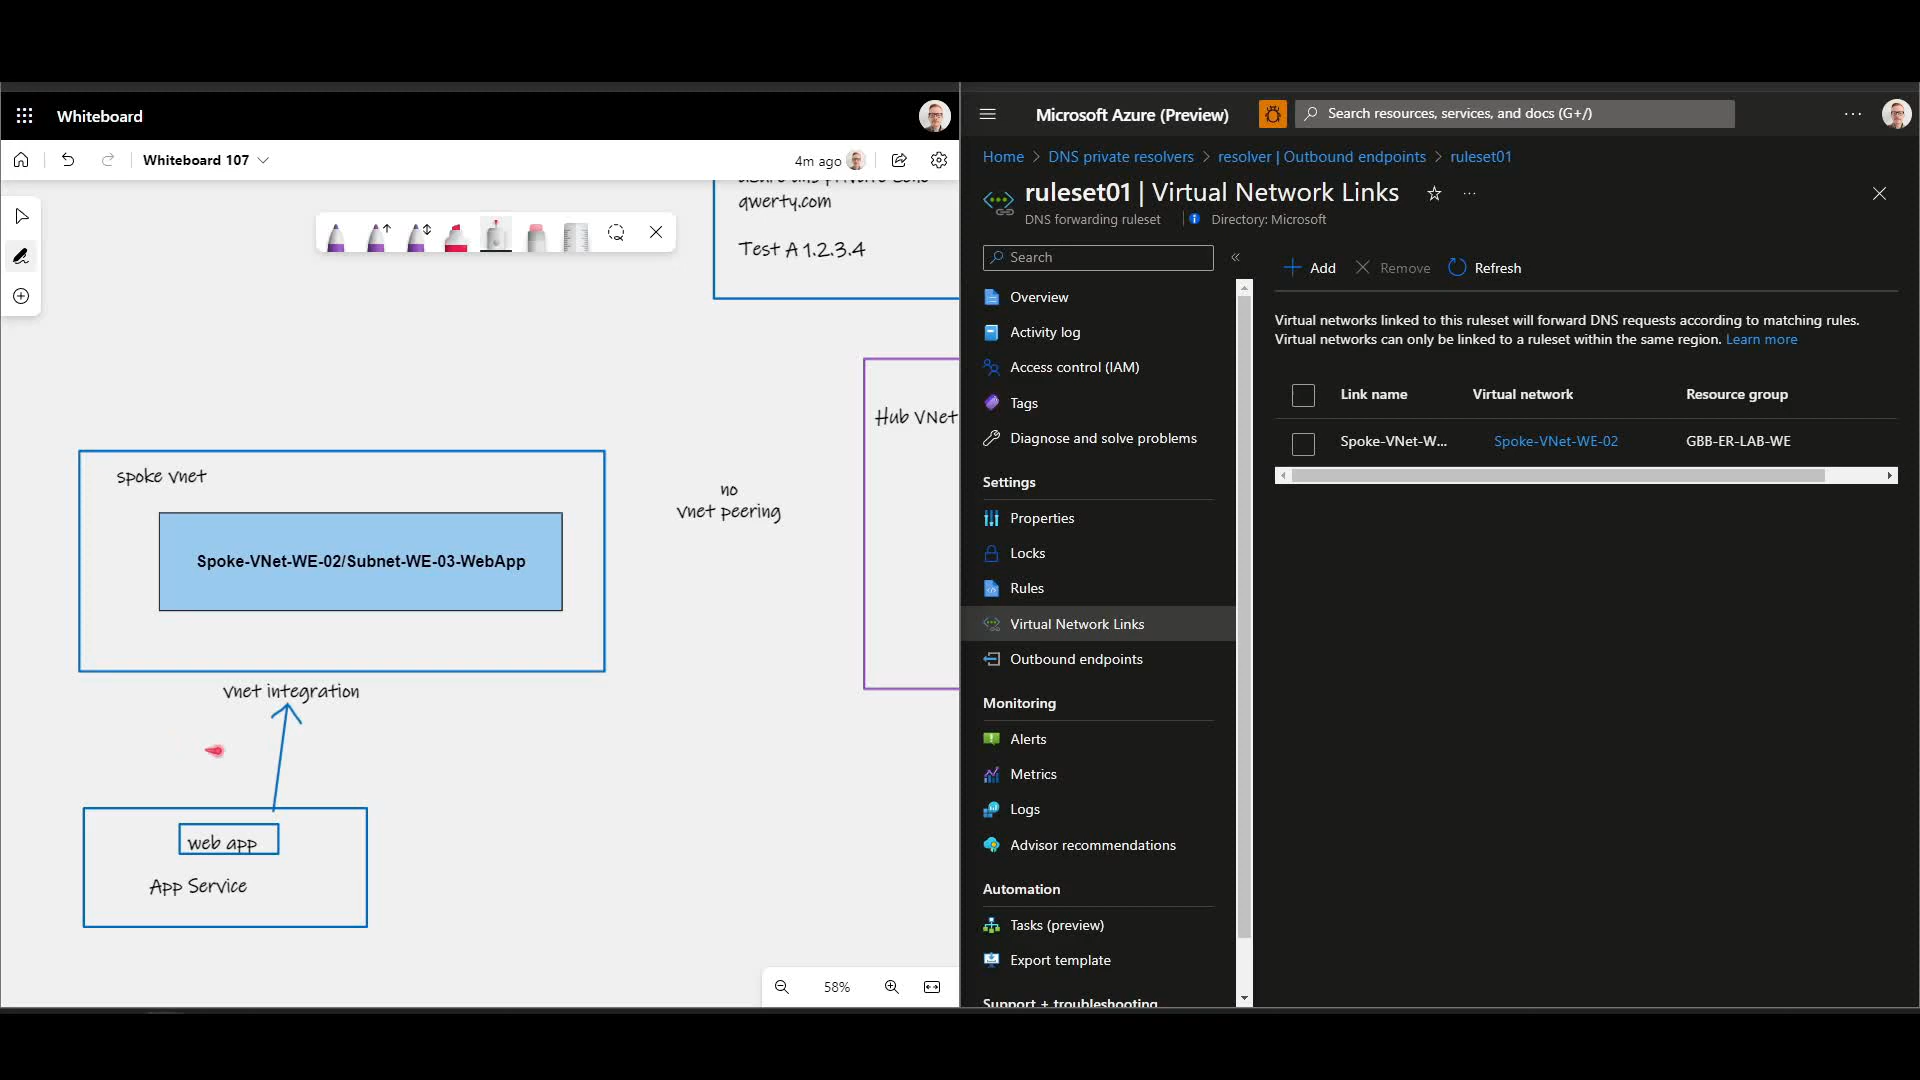 Whiteboard
Whiteboard 107
4m ago
qwerty.com
Test A 1.2.3.4
Hub VNet
no
vnet peering
spoke vnet
Spoke-VNet-WE-02/Subnet-WE-03-WebApp
vnet integration
web app
App Service
58%
Microsoft Azure (Preview)
Search resources, services, and docs (G+/)
Home > DNS private resolvers > resolver | Outbound endpoints > ruleset01
ruleset01 | Virtual Network Links
DNS forwarding ruleset
Directory: Microsoft
Search
Overview
Activity log
Access control (IAM)
Tags
Diagnose and solve problems
Settings
Properties
Locks
Rules
Virtual Network Links
Outbound endpoints
Monitoring
Alerts
Metrics
Logs
Advisor recommendations
Automation
Tasks (preview)
Export template
Support + troubleshooting
Add Remove Refresh
Virtual networks linked to this ruleset will forward DNS requests according to matching rules.
Virtual networks can only be linked to a ruleset within the same region. Learn more
Link name Virtual network Resource group
Spoke-VNet-W... Spoke-VNet-WE-02 GBB-ER-LAB-WE